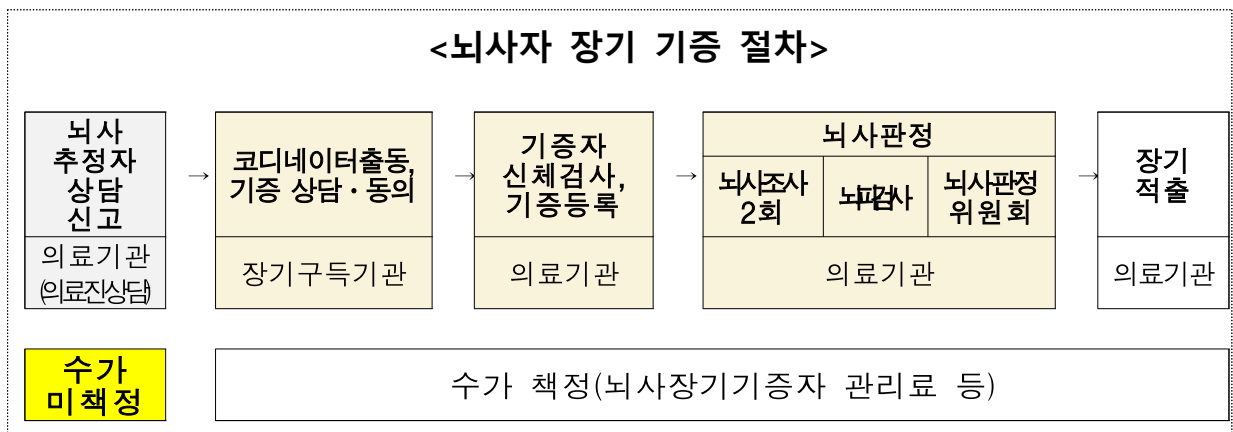 <뇌사자 장기 기증 절차>
뇌사
추정자
상담
신고
의료기관
(의료진상담)
→
코디네이터출동,
기증 상담·동의
장기구득기관
→
기증자
신체검사,
기증등록
의료기관
→
뇌사판정
뇌사조사
2회
뇌파검사
뇌사판정
위원회
의료기관
→
장기
적출
의료기관
수가
미책정
수가 책정(뇌사장기기증자 관리료 등)